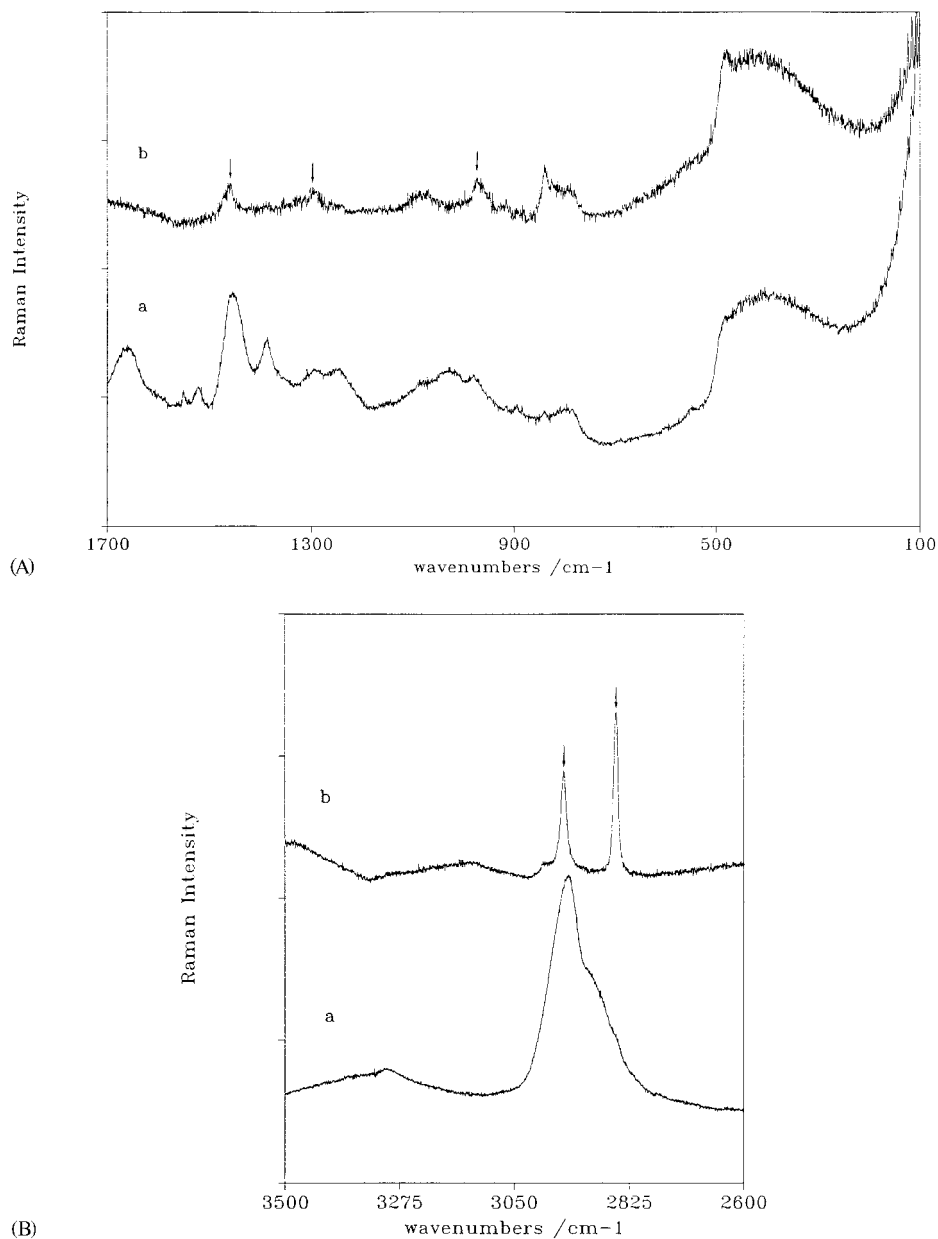 b
a
Raman Intensity
1700 1300 900 500 100
wavenumbers /cm-1
(A)
b
a
Raman Intensity
3500 3275 3050 2825 2600
wavenumbers /cm-1
(B)